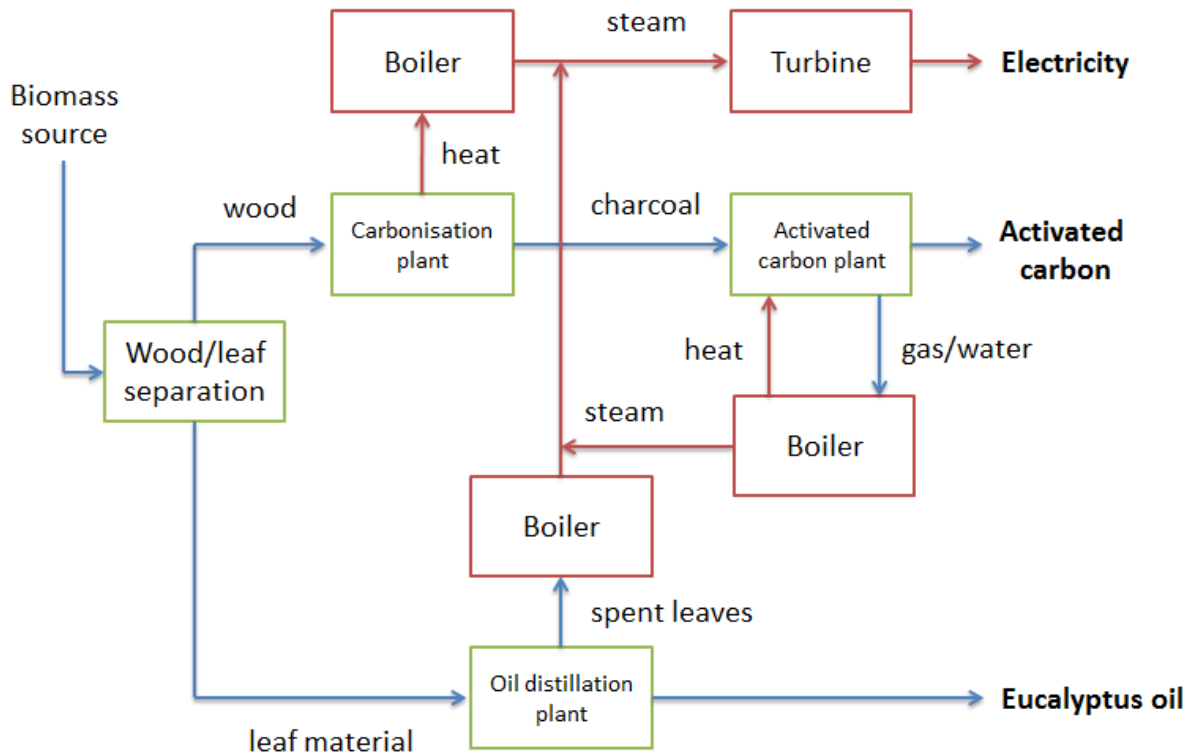 steam
Boiler
Turbine
Electricity
Biomass
source
heat
wood
charcoal
Carbonisation
plant
Activated
carbon plant
Activated
carbon
Wood/leaf
separation
heat
gas/water
steam
Boiler
Boiler
spent leaves
Oil distillation
plant
Eucalyptus oil
leaf material